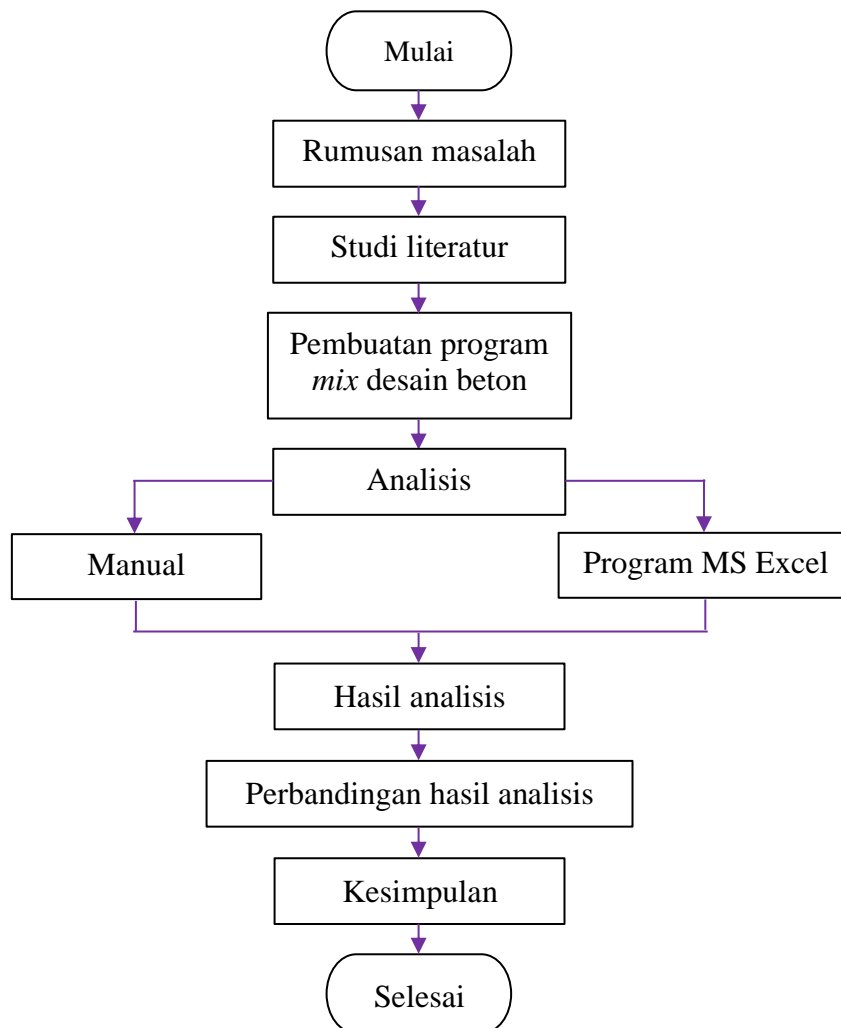 Mulai
Rumusan masalah
Studi literatur
Pembuatan program
mix desain beton
Analisis
Manual
Program MS Excel
Hasil analisis
Perbandingan hasil analisis
Kesimpulan
Selesai